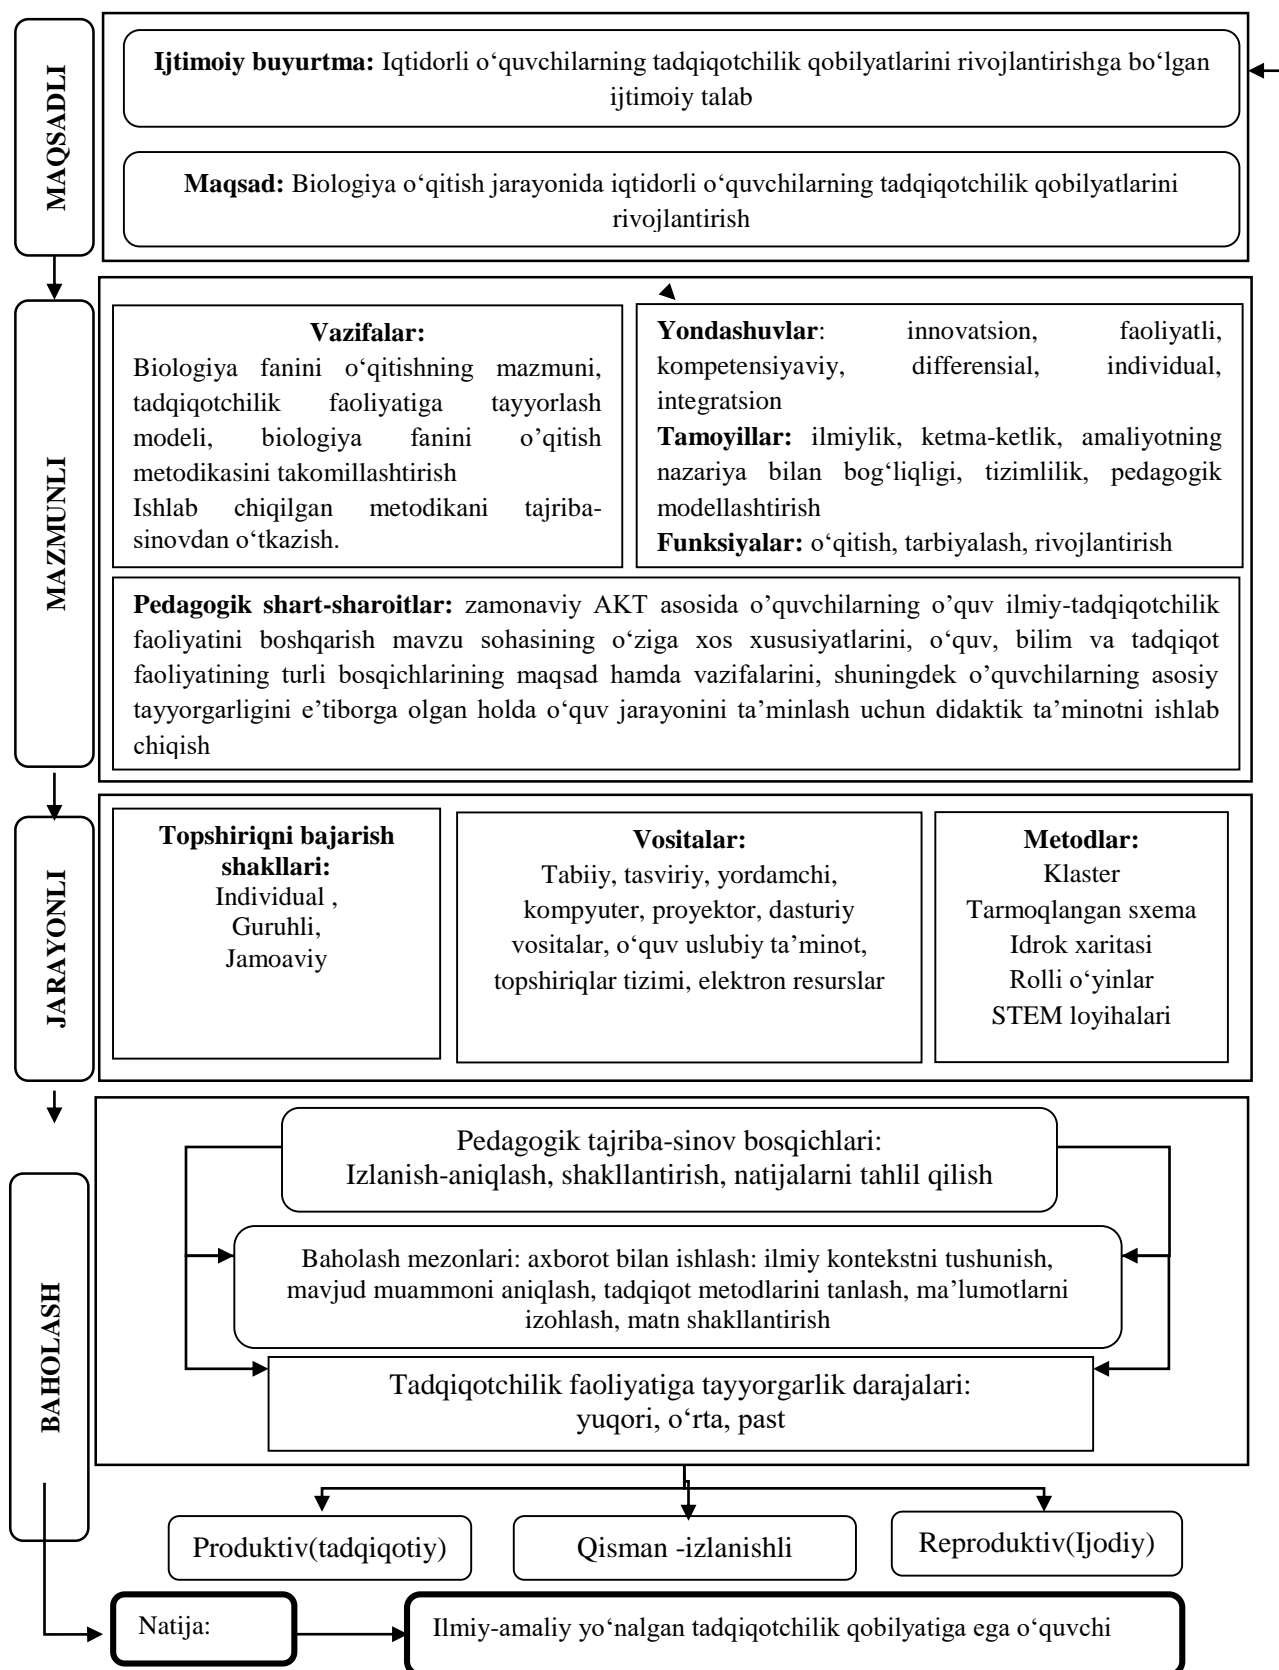 MAQSADLI
Ijtimoiy buyurtma: Iqtidorli o‘quvchilarning tadqiqotchilik qobilyatlarini rivojlantirishga bo‘lgan
ijtimoiy talab
Maqsad: Biologiya o‘qitish jarayonida iqtidorli o‘quvchilarning tadqiqotchilik qobilyatlarini
rivojlantirish
MAZMUNLI
Vazifalar:
Biologiya fanini o‘qitishning mazmuni,
tadqiqotchilik faoliyatiga tayyorlash
modeli, biologiya fanini o’qitish
metodikasini takomillashtirish
Ishlab chiqilgan metodikani tajriba-
sinovdan o‘tkazish.
Yondashuvlar: innovatsion, faoliyatli,
kompetensiyaviy, differensial, individual,
integratsion
Tamoyillar: ilmiylik, ketma-ketlik, amaliyotning
nazariya bilan bog‘liqligi, tizimlilik, pedagogik
modellashtirish
Funksiyalar: o‘qitish, tarbiyalash, rivojlantirish
Pedagogik shart-sharoitlar: zamonaviy AKT asosida o’quvchilarning o’quv ilmiy-tadqiqotchilik
faoliyatini boshqarish mavzu sohasining o‘ziga xos xususiyatlarini, o‘quv, bilim va tadqiqot
faoliyatining turli bosqichlarining maqsad hamda vazifalarini, shuningdek o’quvchilarning asosiy
tayyorgarligini e’tiborga olgan holda o‘quv jarayonini ta’minlash uchun didaktik ta’minotni ishlab
chiqish
JARAYONLI
Topshiriqni bajarish
shakllari:
Individual ,
Guruhli,
Jamoaviy
Vositalar:
Tabiiy, tasviriy, yordamchi,
kompyuter, proyektor, dasturiy
vositalar, o‘quv uslubiy ta’minot,
topshiriqlar tizimi, elektron resurslar
Metodlar:
Klaster
Tarmoqlangan sxema
Idrok xaritasi
Rolli o‘yinlar
STEM loyihalari
BAHOLASH
Pedagogik tajriba-sinov bosqichlari:
Izlanish-aniqlash, shakllantirish, natijalarni tahlil qilish
Baholash mezonlari: axborot bilan ishlash: ilmiy kontekstni tushunish,
mavjud muammoni aniqlash, tadqiqot metodlarini tanlash, ma’lumotlarni
izohlash, matn shakllantirish
Tadqiqotchilik faoliyatiga tayyorgarlik darajalari:
yuqori, o‘rta, past
Produktiv(tadqiqotiy)
Qisman -izlanishli
Reproduktiv(Ijodiy)
Natija:
Ilmiy-amaliy yo‘nalgan tadqiqotchilik qobilyatiga ega o‘quvchi